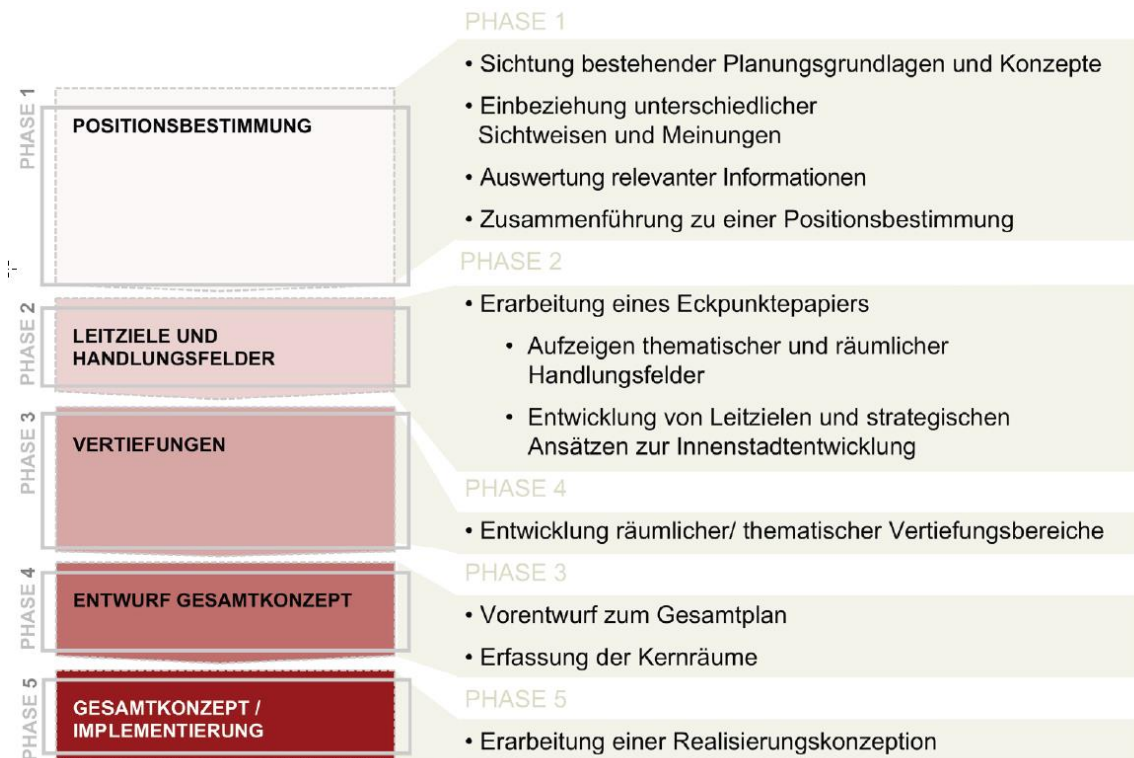 PHASE 1
POSITIONSBESTIMMUNG
PHASE 2
LEITZIELE UND
HANDLUNGSFELDER
PHASE 3
VERTIEFUNGEN
PHASE 4
ENTWURF GESAMTKONZEPT
PHASE 5
GESAMTKONZEPT /
IMPLEMENTIERUNG
PHASE 1
• Sichtung bestehender Planungsgrundlagen und Konzepte
• Einbeziehung unterschiedlicher
Sichtweisen und Meinungen
• Auswertung relevanter Informationen
• Zusammenführung zu einer Positionsbestimmung
PHASE 2
• Erarbeitung eines Eckpunktepapiers
• Aufzeigen thematischer und räumlicher
Handlungsfelder
• Entwicklung von Leitzielen und strategischen
Ansätzen zur Innenstadtentwicklung
PHASE 4
• Entwicklung räumlicher/ thematischer Vertiefungsbereiche
PHASE 3
• Vorentwurf zum Gesamtplan
• Erfassung der Kernräume
PHASE 5
• Erarbeitung einer Realisierungskonzeption